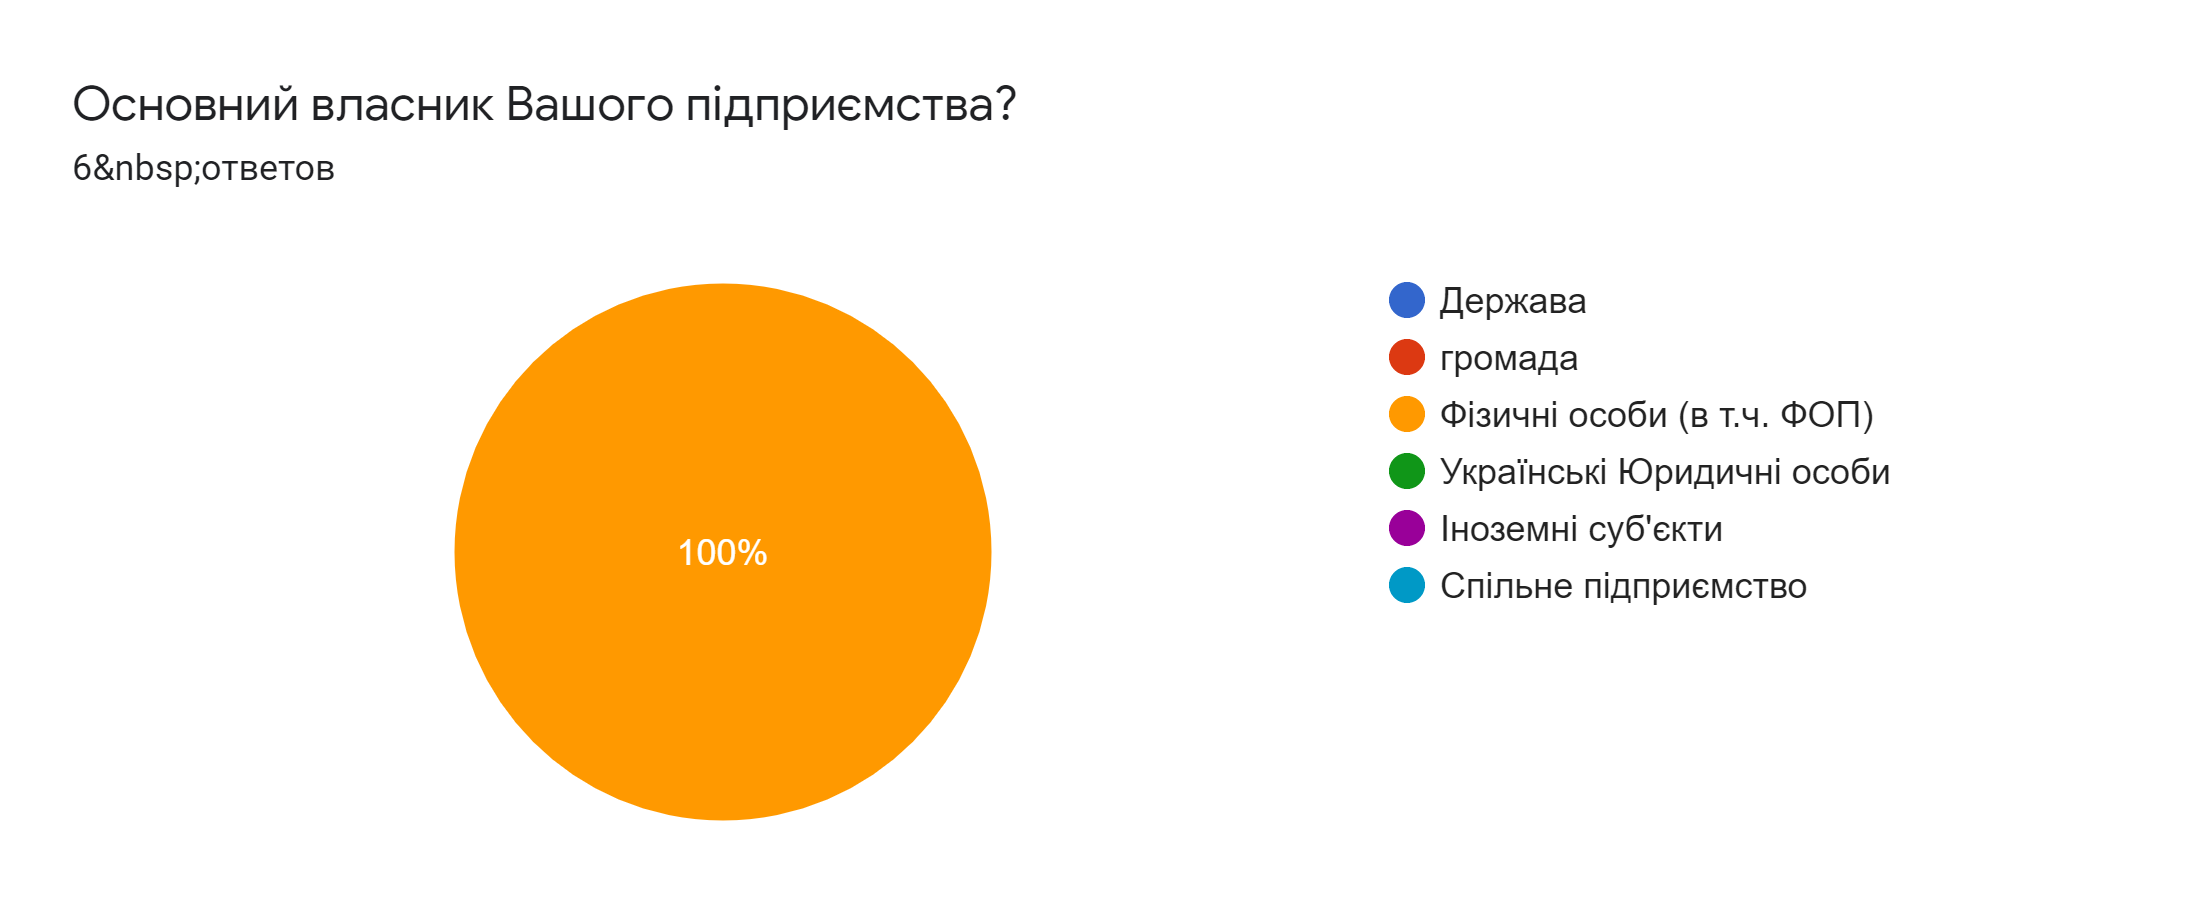 Основний власник Вашого підприємства?
6&nbsp;ответов
100%
Держава
громада
Фізичні особи (в т.ч. ФОП)
Українські Юридичні особи
Іноземні суб'єкти
Спільне підприємство